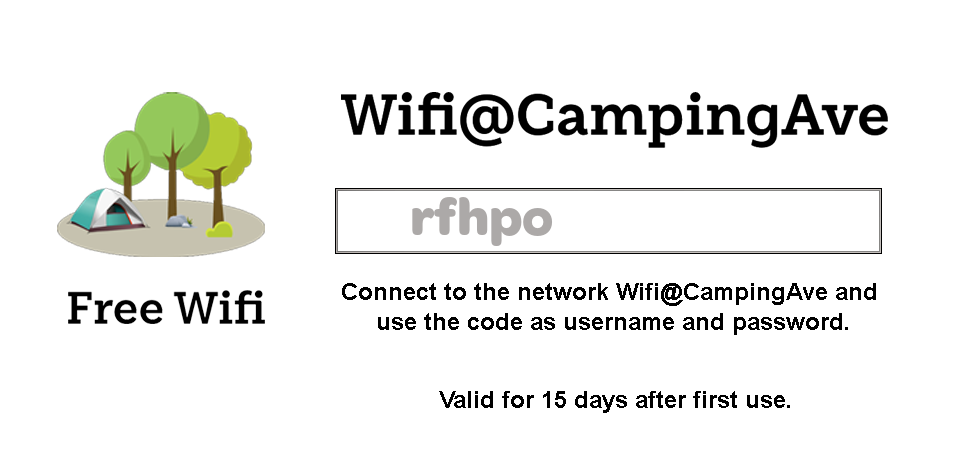 Wifi@CampingAve
rfhpo
Free Wifi
Connect to the network Wifi@CampingAve and
use the code as username and password.
Valid for 15 days after first use.